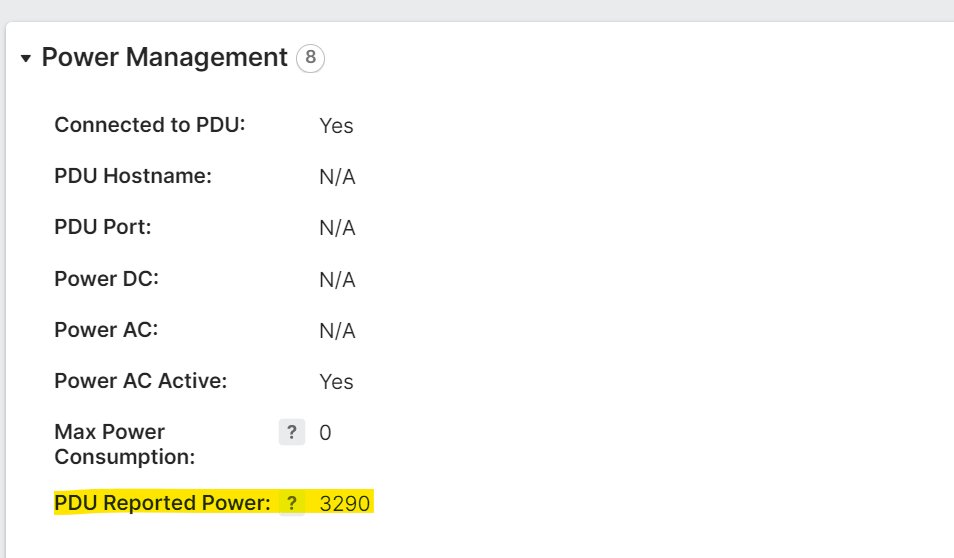 Power Management 8
Connected to PDU: Yes
PDU Hostname: N/A
PDU Port: N/A
Power DC: N/A
Power AC: N/A
Power AC Active: Yes
Max Power ? 0
Consumption:
PDU Reported Power: ? 3290